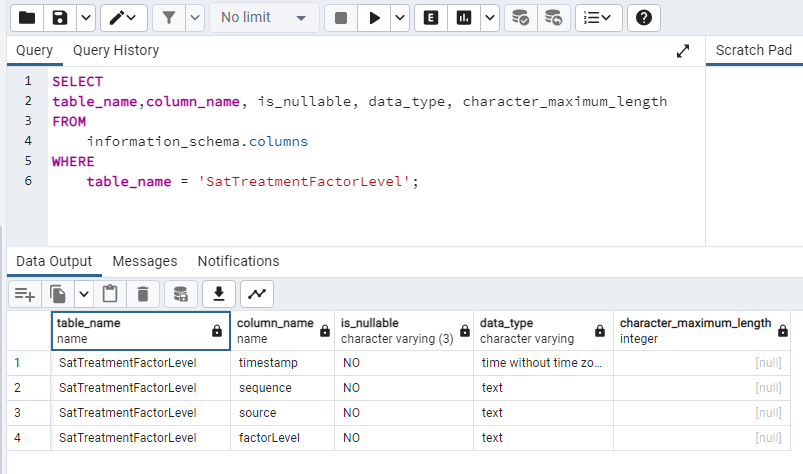 No limit
E
Query Query History Scratch Pad
1 SELECT
2 table_name,column_name, is_nullable, data_type, character_maximum_length
3 FROM
4 information_schema.columns
5 WHERE
6 table_name = 'SatTreatmentFactorLevel';
Data Output Messages Notifications
table_name column_name is_nullable data_type character_maximum_length
name name character varying (3) character varying integer
1 SatTreatmentFactorLevel timestamp NO time without time zo… [null]
2 SatTreatmentFactorLevel sequence NO text [null]
3 SatTreatmentFactorLevel source NO text [null]
4 SatTreatmentFactorLevel factorLevel NO text [null]